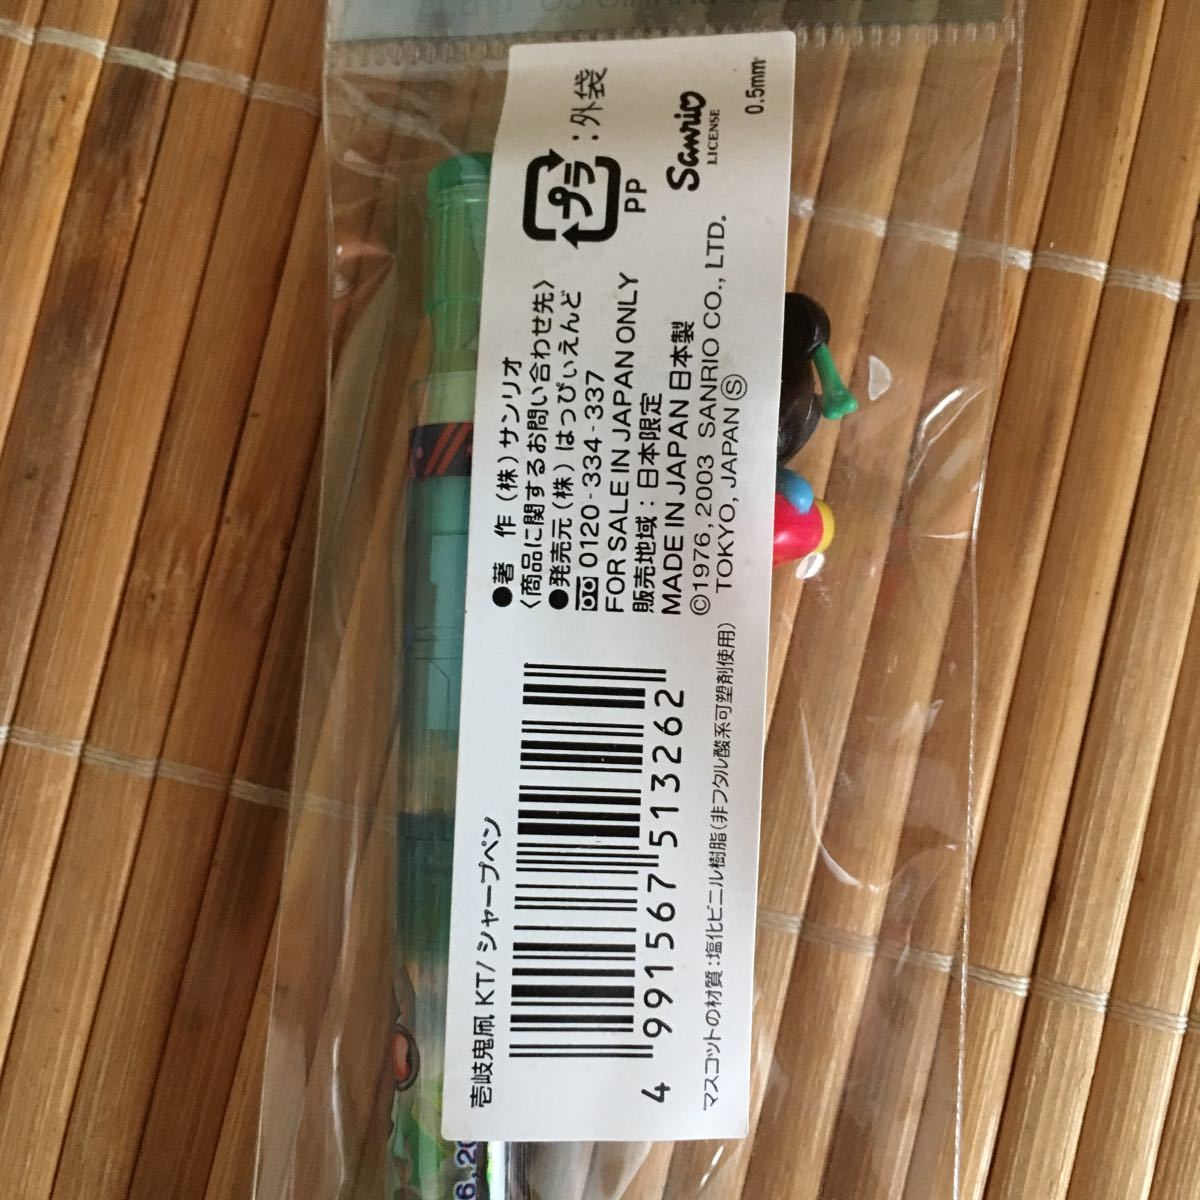 壱岐鬼凧 KT/ シャープペン
4 991567 513262
マスコットの材質:塩化ビニル樹脂(非フタル酸系可塑剤使用)
●著 作(株)サンリオ
〈商品に関するお問い合わせ先〉
●発売元(株)はっぴぃえんど
0120-334-337
FOR SALE IN JAPAN ONLY
販売地域:日本限定
MADE IN JAPAN 日本製
©1976,2003 SANRIO CO., LTD.
TOKYO, JAPAN Ⓢ
プラ :外袋
PP
Sanrio
LICENSE
0.5mm